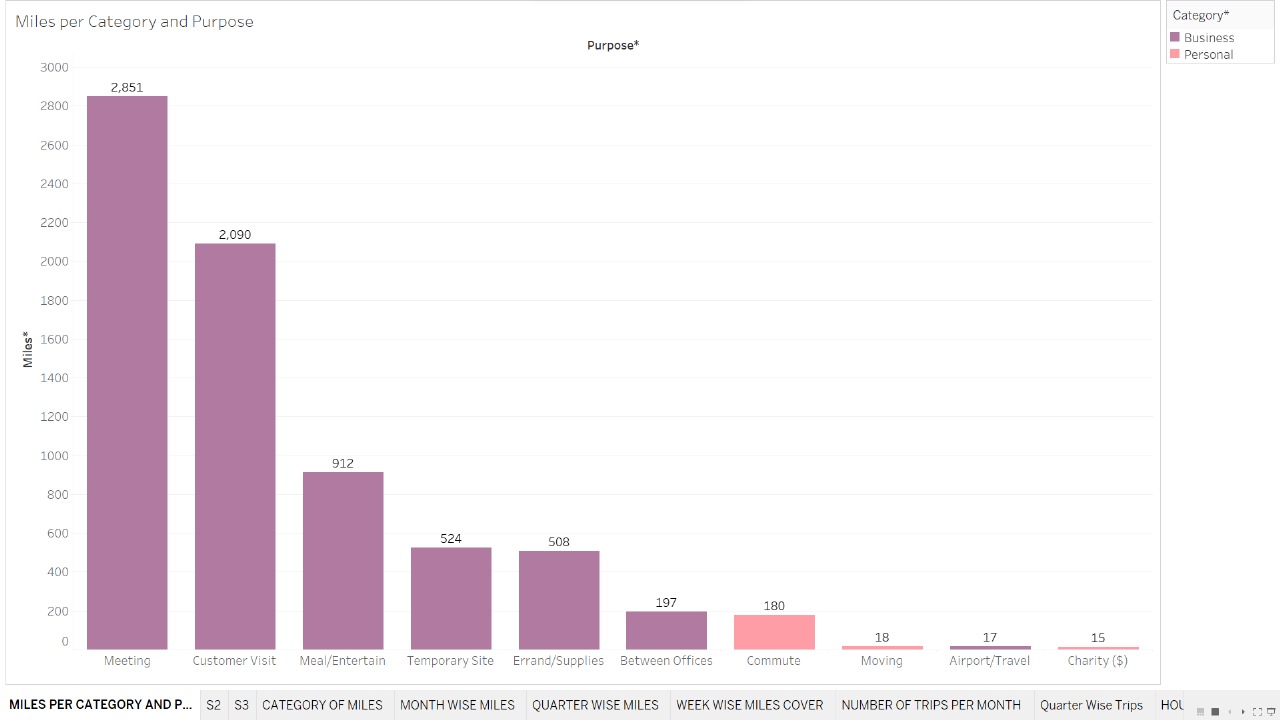 Miles per Category and Purpose
Purpose*
Category*
Business
Personal
Miles*
3000
2800
2600
2400
2200
2000
1800
1600
1400
1200
1000
800
600
400
200
0
2,851
2,090
912
524
508
197
180
18
17
15
Meeting
Customer Visit
Meal/Entertain
Temporary Site
Errand/Supplies
Between Offices
Commute
Moving
Airport/Travel
Charity ($)
MILES PER CATEGORY AND P...
S2
S3
CATEGORY OF MILES
MONTH WISE MILES
QUARTER WISE MILES
WEEK WISE MILES COVER
NUMBER OF TRIPS PER MONTH
Quarter Wise Trips
HOU